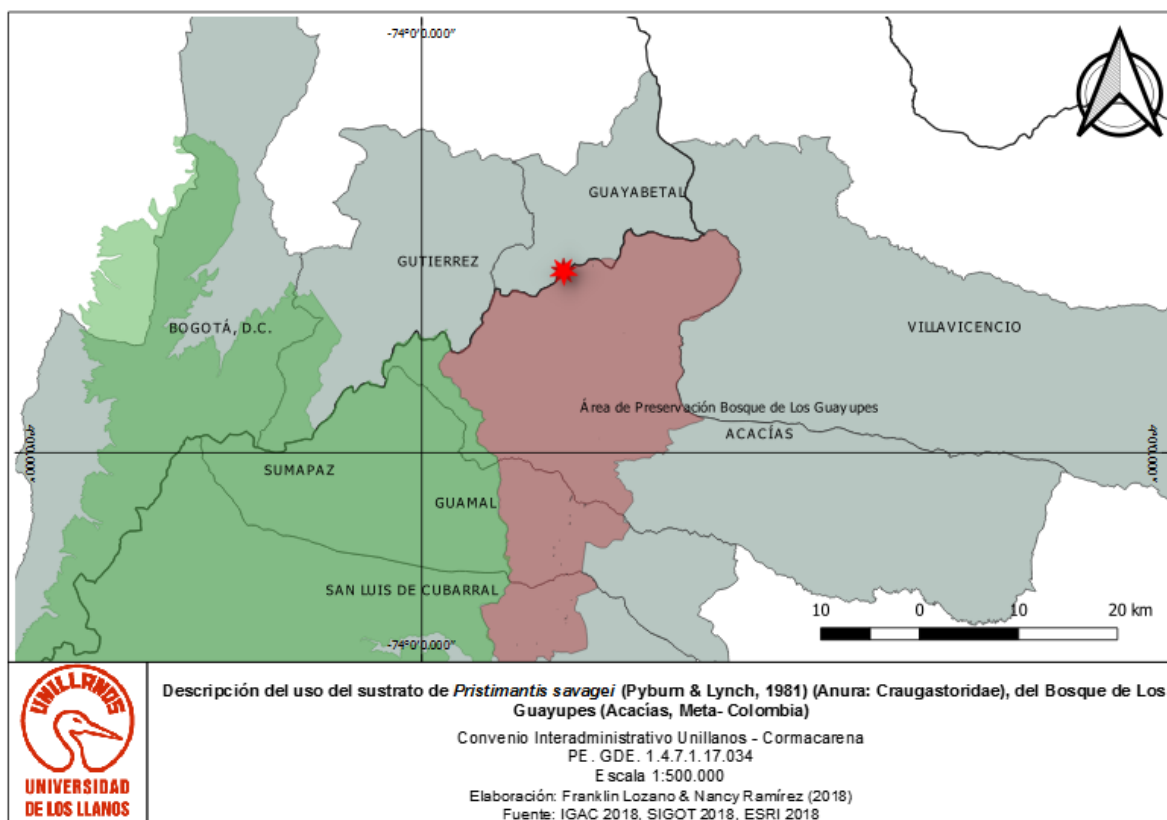 -74°0'0.000"
GUAYABETAL
GUTIERREZ
BOGOTÁ, D.C.
VILLAVICENCIO
Área de Preservación Bosque de Los Guayupes
ACACÍAS
4°0'0.000"
4°0'0.000"
SUMAPAZ
GUAMAL
SAN LUIS DE CUBARRAL
10 0 10 20 km
-74°0'0.000"
UNILLANOS
UNIVERSIDAD
DE LOS LLANOS
Descripción del uso del sustrato de Pristimantis savagei (Pyburn & Lynch, 1981) (Anura: Craugastoridae), del Bosque de Los
Guayupes (Acacías, Meta- Colombia)
Convenio Interadministrativo Unillanos - Cormacarena
PE. GDE. 1.4.7.1.17.034
Escala 1:500.000
Elaboración: Franklin Lozano & Nancy Ramírez (2018)
Fuente: IGAC 2018, SIGOT 2018, ESRI 2018